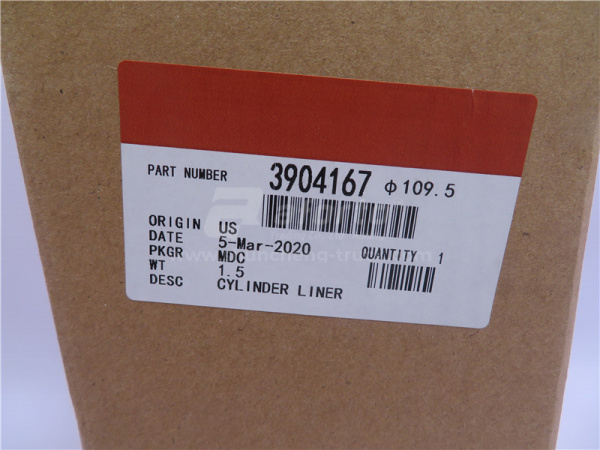 PART NUMBER 3904167 φ109.5
ORIGIN US
DATE 5-Mar-2020
PKGR MDC QUANTITY 1
WT 1.5
DESC CYLINDER LINER